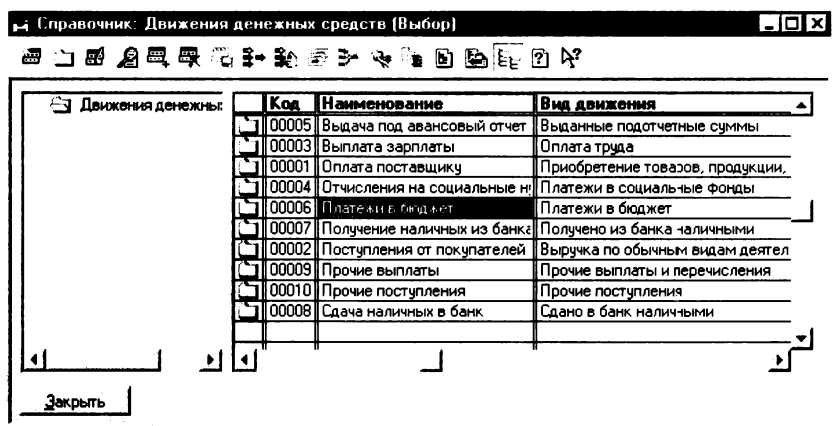 Справочник: Движения денежных средств (Выбор)
Движения денежны:
Код Наименование Вид движения
00005 Выдача под авансовый отчет Выданные подотчетные суммы
00003 Выплата зарплаты Оплата труда
00001 Оплата поставщику Приобретение товаров, продукции,
00004 Отчисления на социальные н Платежи в социальные фонды
00006 Платежи в бюджет Платежи в бюджет
00007 Получение наличных из банка Получено из банка наличными
00002 Поступления от покупателей Выручка по обычным видам деятел
00009 Прочие выплаты Прочие выплаты и перечисления
00010 Прочие поступления Прочие поступления
00008 Сдача наличных в банк Сдано в банк наличными
Закрыть